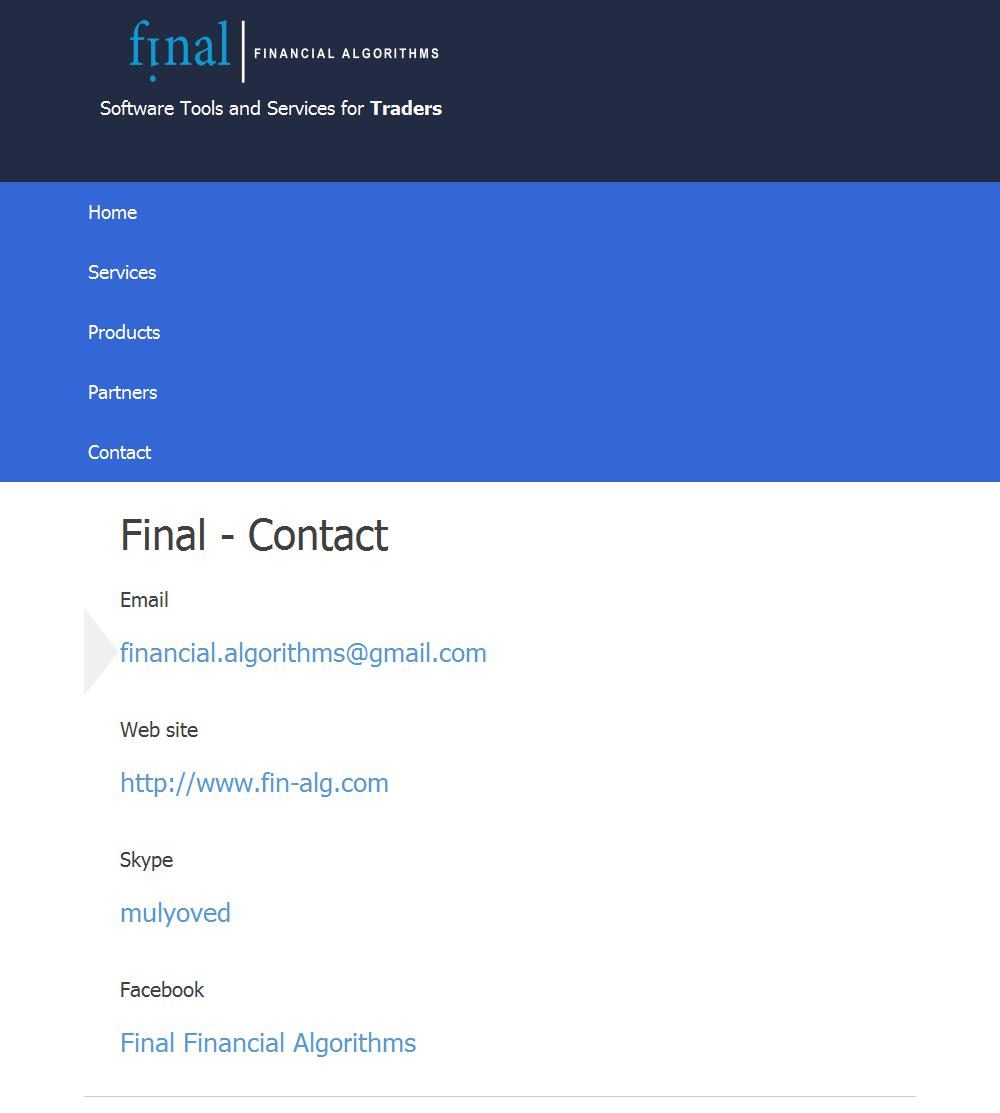 final | FINANCIAL ALGORITHMS
Software Tools and Services for Traders
Home
Services
Products
Partners
Contact
Final - Contact
Email
financial.algorithms@gmail.com
Web site
http://www.fin-alg.com
Skype
mulyoved
Facebook
Final Financial Algorithms